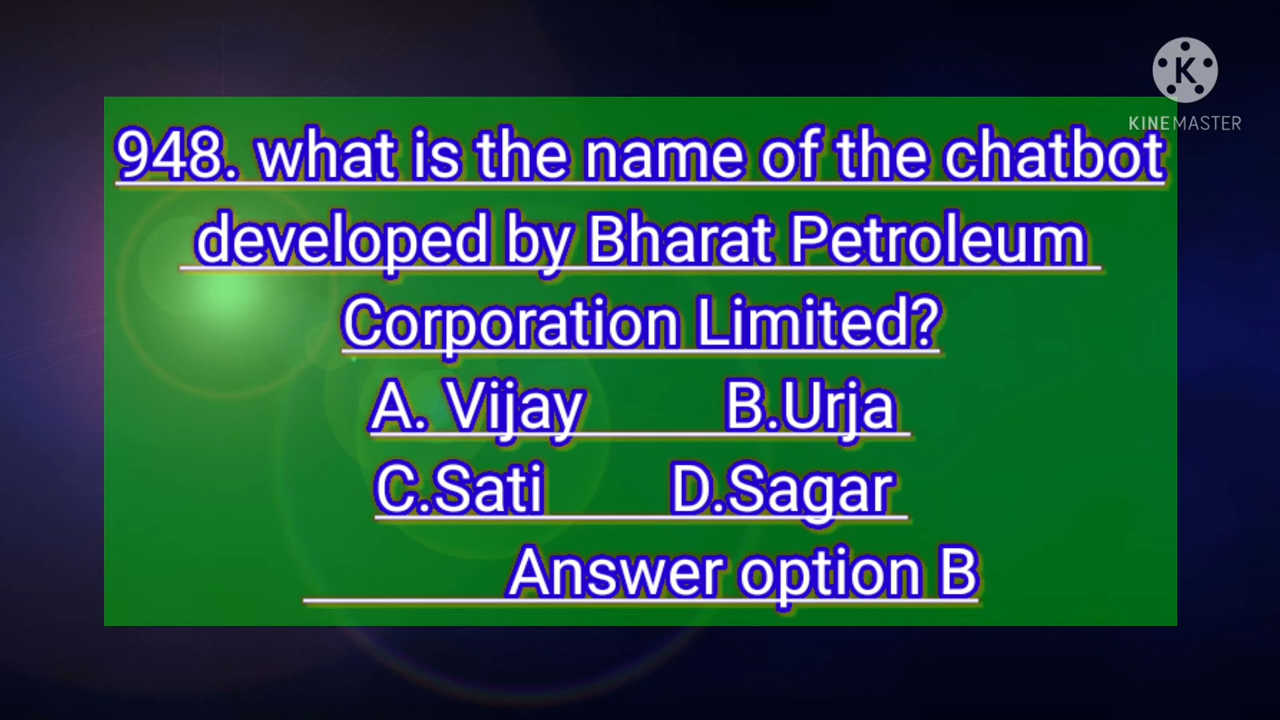 K
KINEMASTER
948. what is the name of the chatbot
developed by Bharat Petroleum
Corporation Limited?
A. Vijay B.Urja
C.Sati D.Sagar
Answer option B